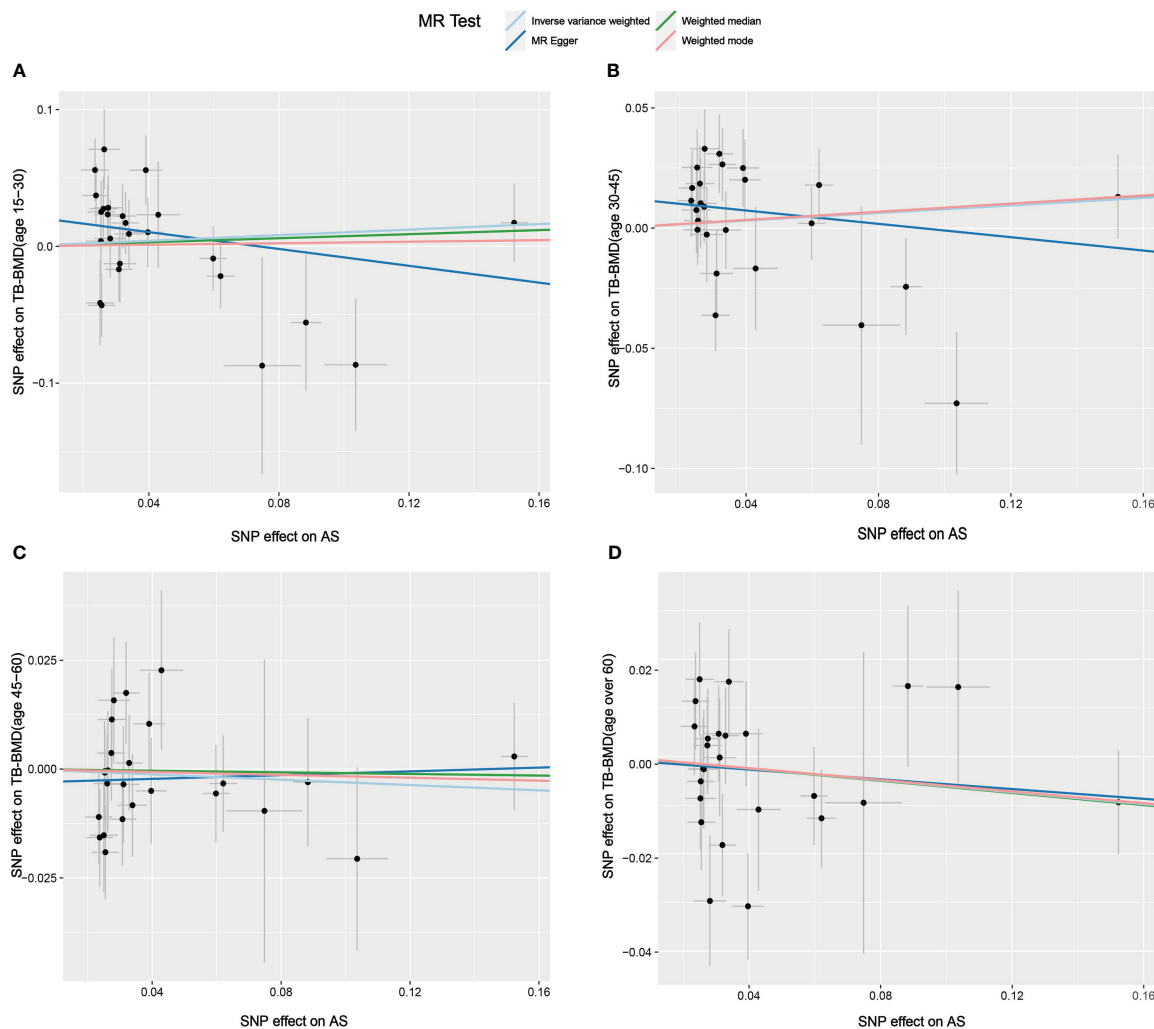 MR Test
Inverse variance weighted
Weighted median
MR Egger
Weighted mode
A
SNP effect on TB-BMD(age 15−30)
0.1
0.0
−0.1
0.04 0.08 0.12 0.16
SNP effect on AS
B
SNP effect on TB-BMD(age 30-45)
0.05
0.00
−0.05
−0.10
0.04 0.08 0.12 0.16
SNP effect on AS
C
SNP effect on TB-BMD(age 45-60)
0.025
0.000
−0.025
0.04 0.08 0.12 0.16
SNP effect on AS
D
SNP effect on TB-BMD(age over 60)
0.02
0.00
−0.02
−0.04
0.04 0.08 0.12 0.16
SNP effect on AS